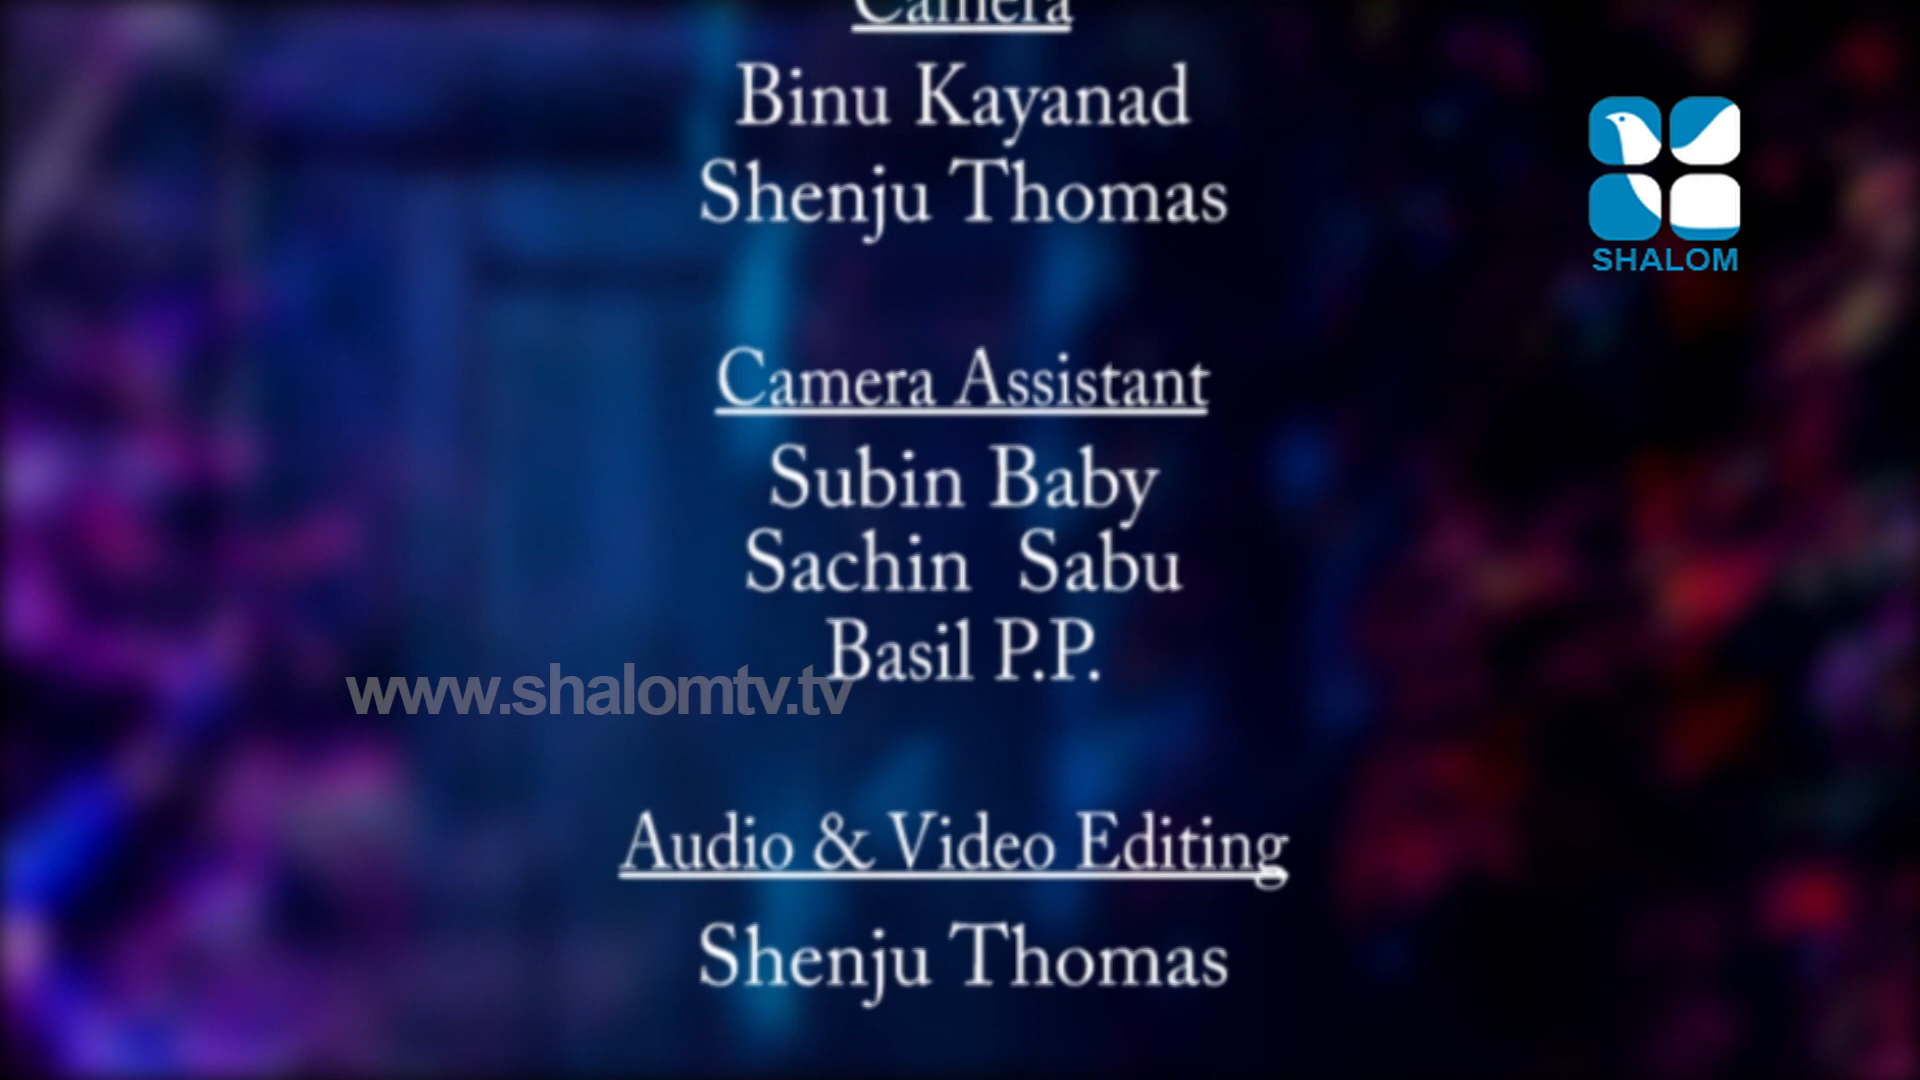 Camera
Binu Kayanad
Shenju Thomas
SHALOM
Camera Assistant
Subin Baby
Sachin Sabu
Basil P.P.
www.shalomtv.tv
Audio & Video Editing
Shenju Thomas